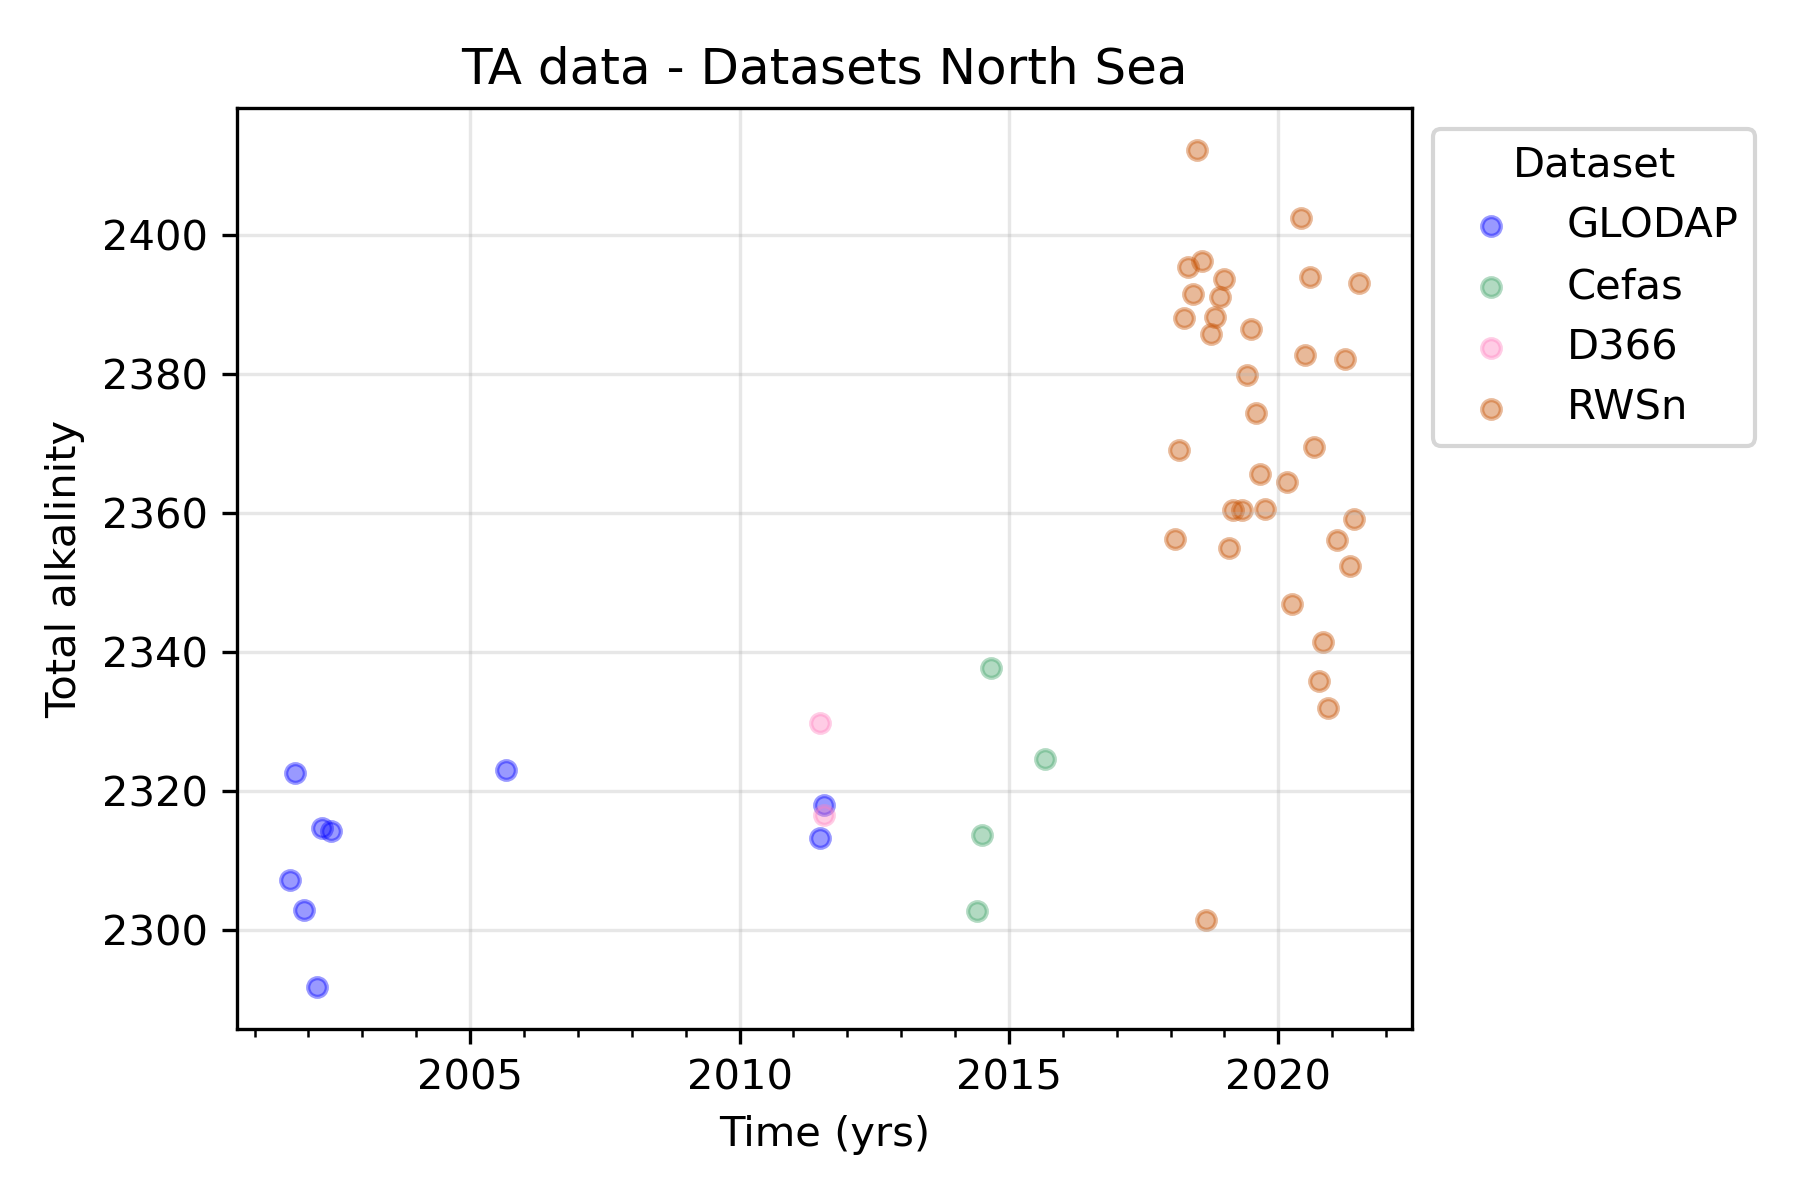 TA data - Datasets North Sea
Dataset
GLODAP
Cefas
D366
RWSn
Total alkalinity
2400
2380
2360
2340
2320
2300
2005 2010 2015 2020
Time (yrs)